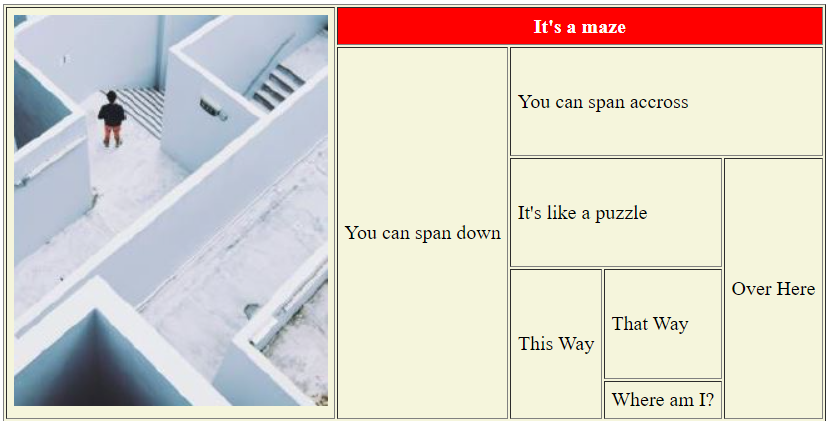 It's a maze
You can span accross
You can span down
It's like a puzzle
Over Here
This Way
That Way
Where am I?